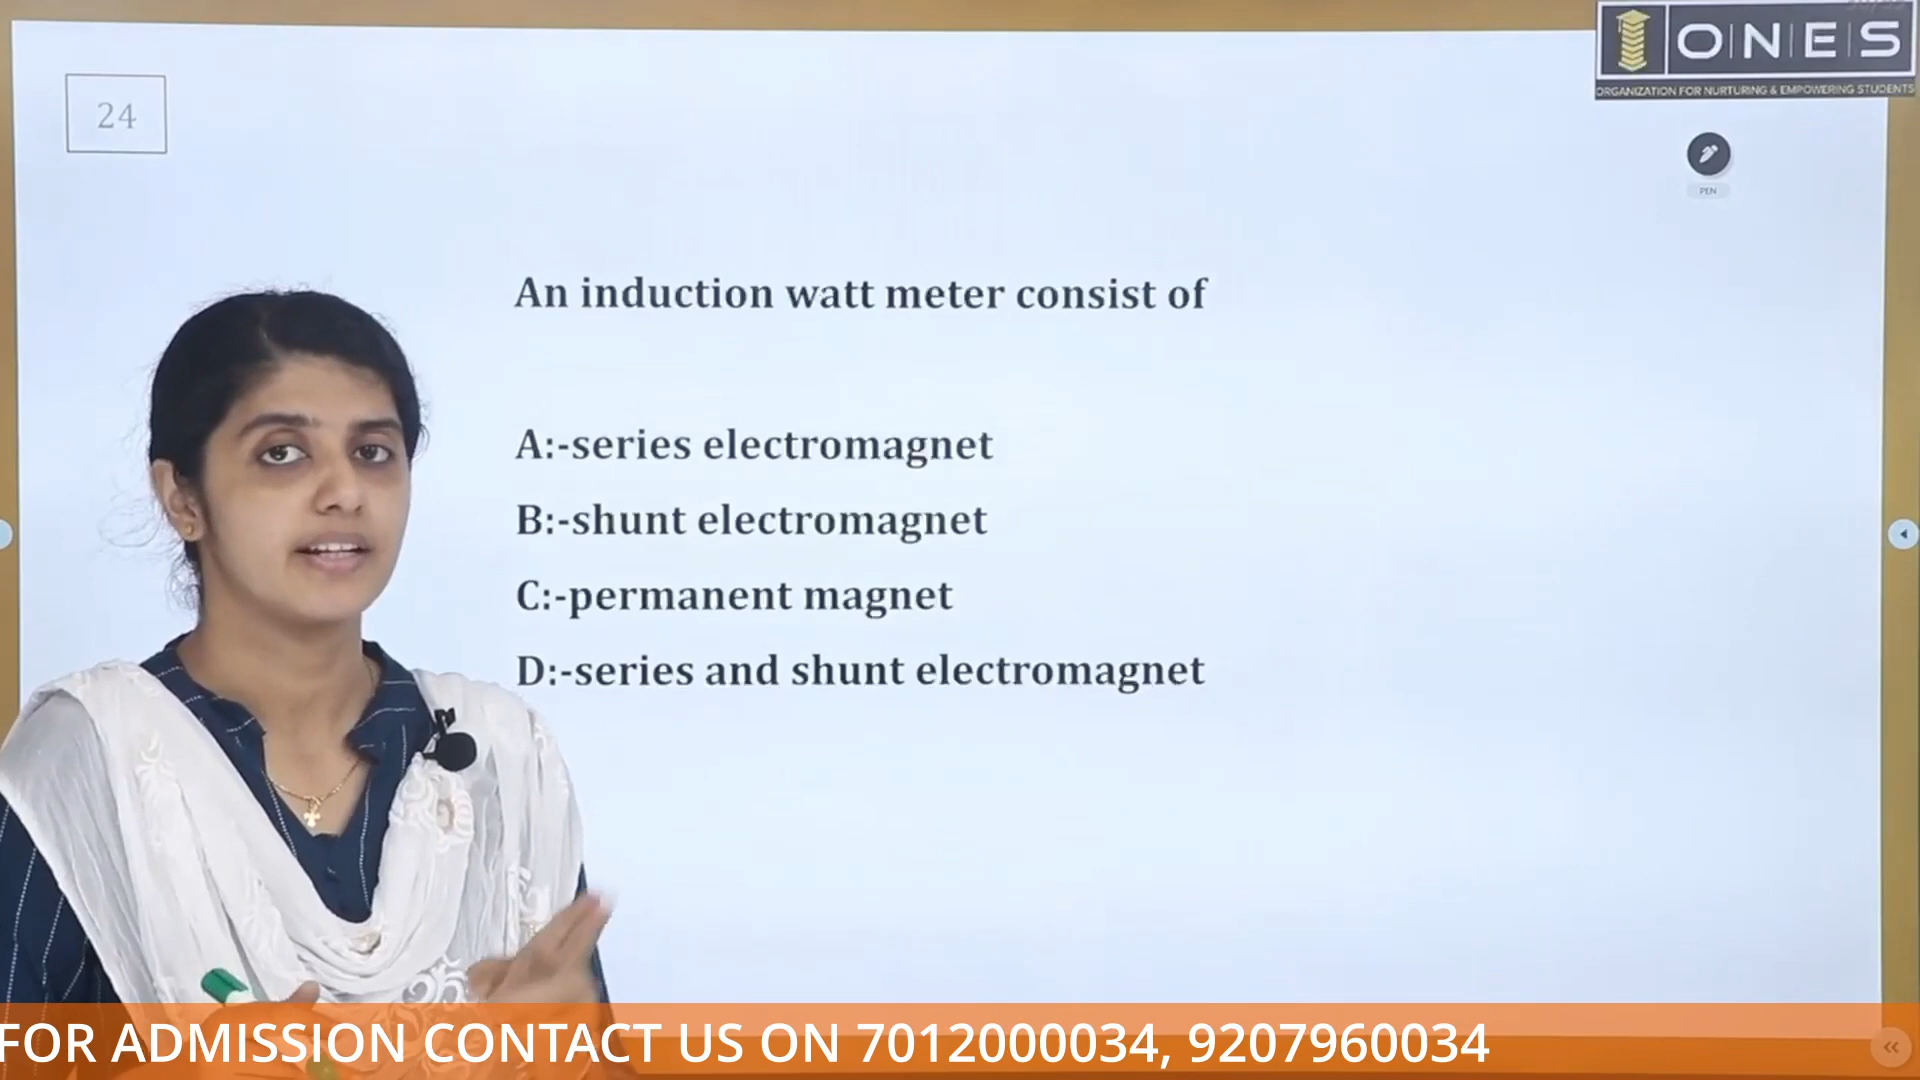 24
ONES
ORGANIZATION FOR NURTURING & EMPOWERING STUDENTS
PEN
An induction watt meter consist of
A:-series electromagnet
B:-shunt electromagnet
C:-permanent magnet
D:-series and shunt electromagnet
FOR ADMISSION CONTACT US ON 7012000034, 9207960034